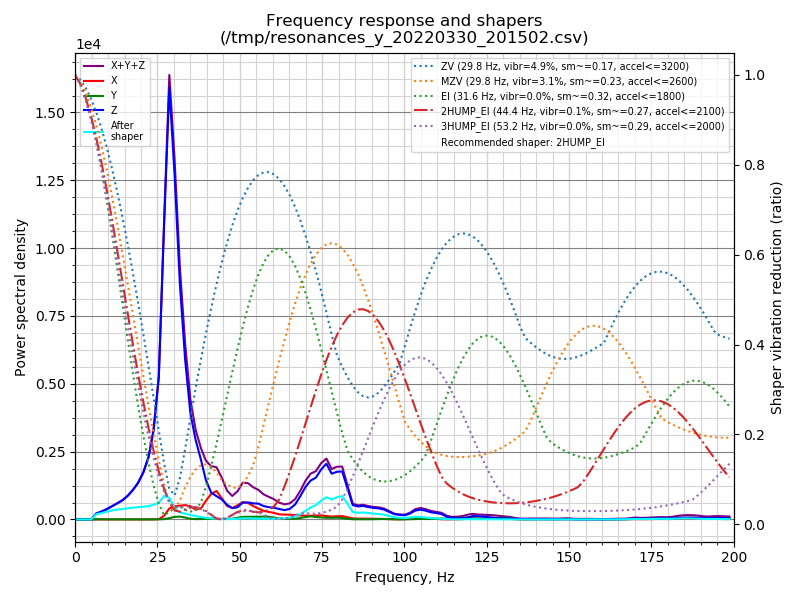 Frequency response and shapers
(/tmp/resonances_y_20220330_201502.csv)
1e4
X+Y+Z
X
Y
Z
After
shaper
ZV (29.8 Hz, vibr=4.9%, sm~=0.17, accel<=3200)
MZV (29.8 Hz, vibr=3.1%, sm~=0.23, accel<=2600)
EI (31.6 Hz, vibr=0.0%, sm~=0.32, accel<=1800)
2HUMP_EI (44.4 Hz, vibr=0.1%, sm~=0.27, accel<=2100)
3HUMP_EI (53.2 Hz, vibr=0.0%, sm~=0.29, accel<=2000)
Recommended shaper: 2HUMP_EI
Power spectral density
1.50
1.25
1.00
0.75
0.50
0.25
0.00
1.0
0.8
0.6
0.4
0.2
0.0
Shaper vibration reduction (ratio)
0 25 50 75 100 125 150 175 200
Frequency, Hz